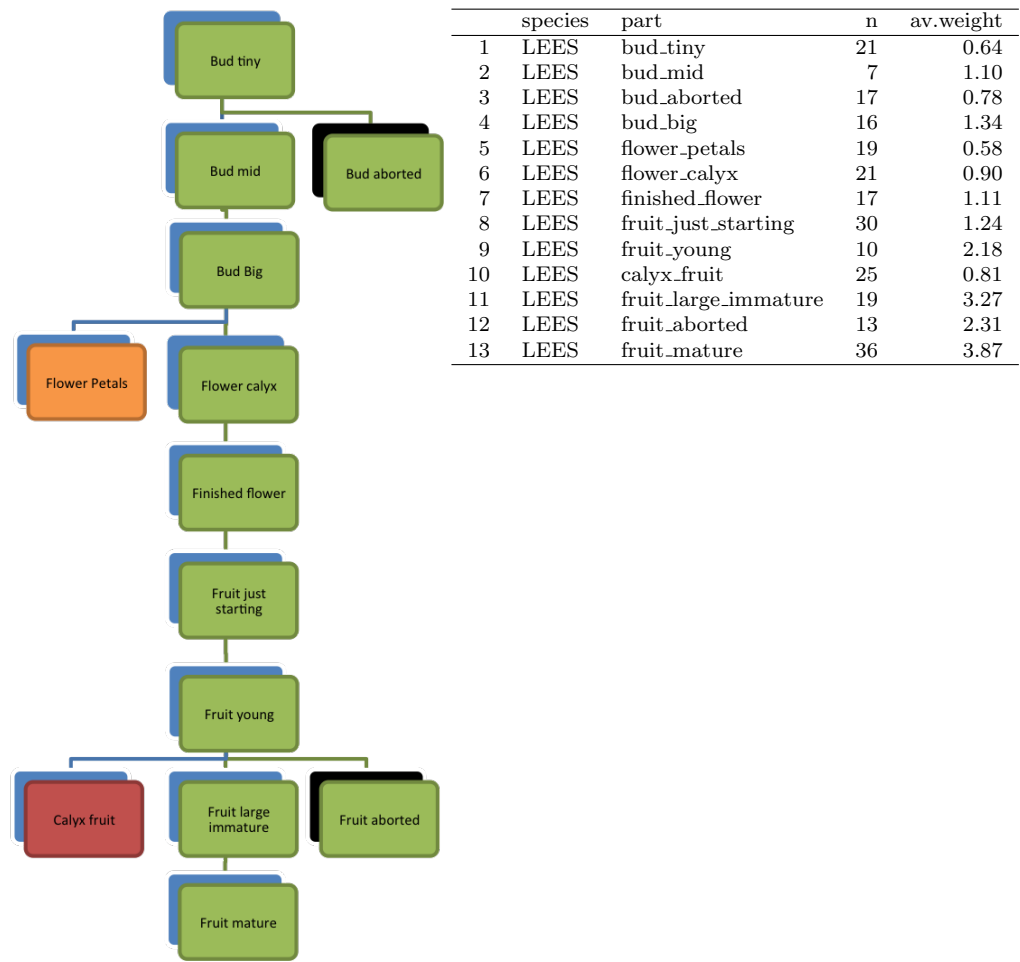 Bud tiny
Bud mid
Bud aborted
Bud Big
Flower Petals
Flower calyx
Finished flower
Fruit just
starting
Fruit young
Calyx fruit
Fruit large
immature
Fruit aborted
Fruit mature
species part n av.weight
1 LEES bud_tiny 21 0.64
2 LEES bud_mid 7 1.10
3 LEES bud_aborted 17 0.78
4 LEES bud_big 16 1.34
5 LEES flower_petals 19 0.58
6 LEES flower_calyx 21 0.90
7 LEES finished_flower 17 1.11
8 LEES fruit_just_starting 30 1.24
9 LEES fruit_young 10 2.18
10 LEES calyx_fruit 25 0.81
11 LEES fruit_large_immature 19 3.27
12 LEES fruit_aborted 13 2.31
13 LEES fruit_mature 36 3.87